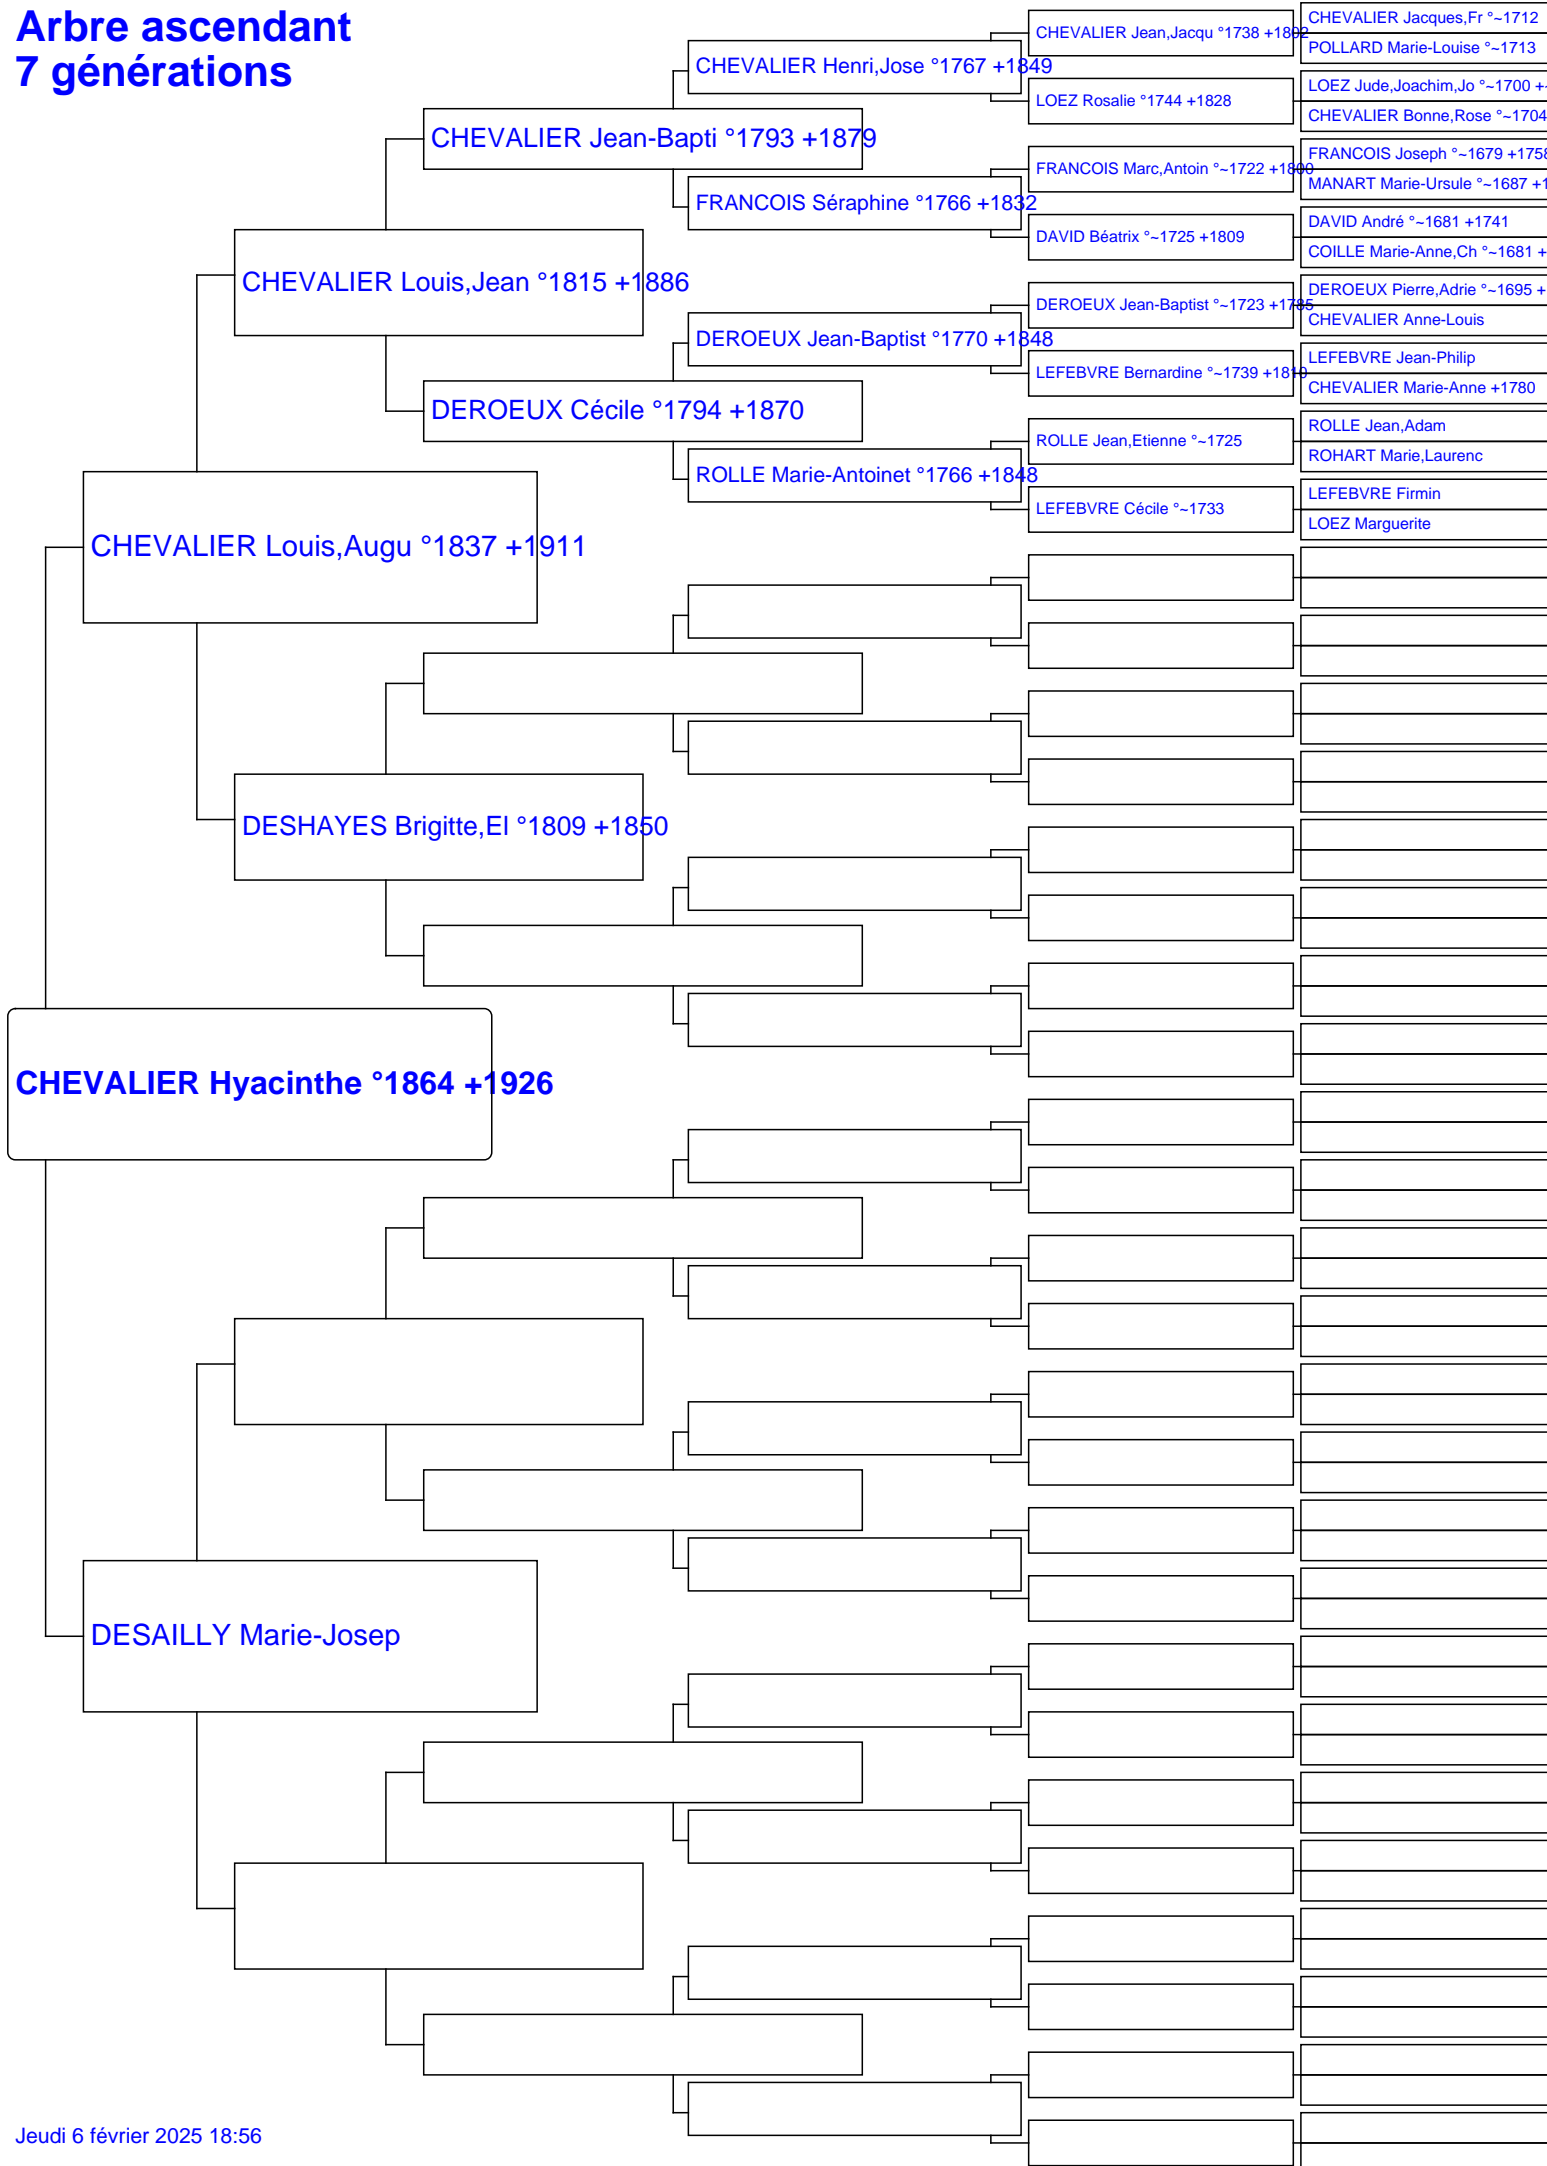 Arbre ascendant
7 générations
CHEVALIER Jacques,Fr °~1712
CHEVALIER Jean,Jacqu °1738 +1802
POLLARD Marie-Louise °~1713
CHEVALIER Henri,Jose °1767 +1849
LOEZ Jude,Joachim,Jo °~1700 +
LOEZ Rosalie °1744 +1828
CHEVALIER Bonne,Rose °~1704
CHEVALIER Jean-Bapti °1793 +1879
FRANCOIS Joseph °~1679 +1758
FRANCOIS Marc,Antoin °~1722 +1800
MANART Marie-Ursule °~1687 +1
FRANCOIS Séraphine °1766 +1832
DAVID André °~1681 +1741
DAVID Béatrix °~1725 +1809
COILLE Marie-Anne,Ch °~1681 +
CHEVALIER Louis,Jean °1815 +1886
DEROEUX Pierre,Adrie °~1695 +
DEROEUX Jean-Baptist °~1723 +1785
CHEVALIER Anne-Louis
DEROEUX Jean-Baptist °1770 +1848
LEFEBVRE Jean-Philip
LEFEBVRE Bernardine °~1739 +1810
CHEVALIER Marie-Anne +1780
DEROEUX Cécile °1794 +1870
ROLLE Jean,Adam
ROLLE Jean,Etienne °~1725
ROHART Marie,Laurenc
ROLLE Marie-Antoinet °1766 +1848
LEFEBVRE Firmin
LEFEBVRE Cécile °~1733
LOEZ Marguerite
CHEVALIER Louis,Augu °1837 +1911
DESHAYES Brigitte,El °1809 +1850
CHEVALIER Hyacinthe °1864 +1926
DESAILLY Marie-Josep
Jeudi 6 février 2025 18:56